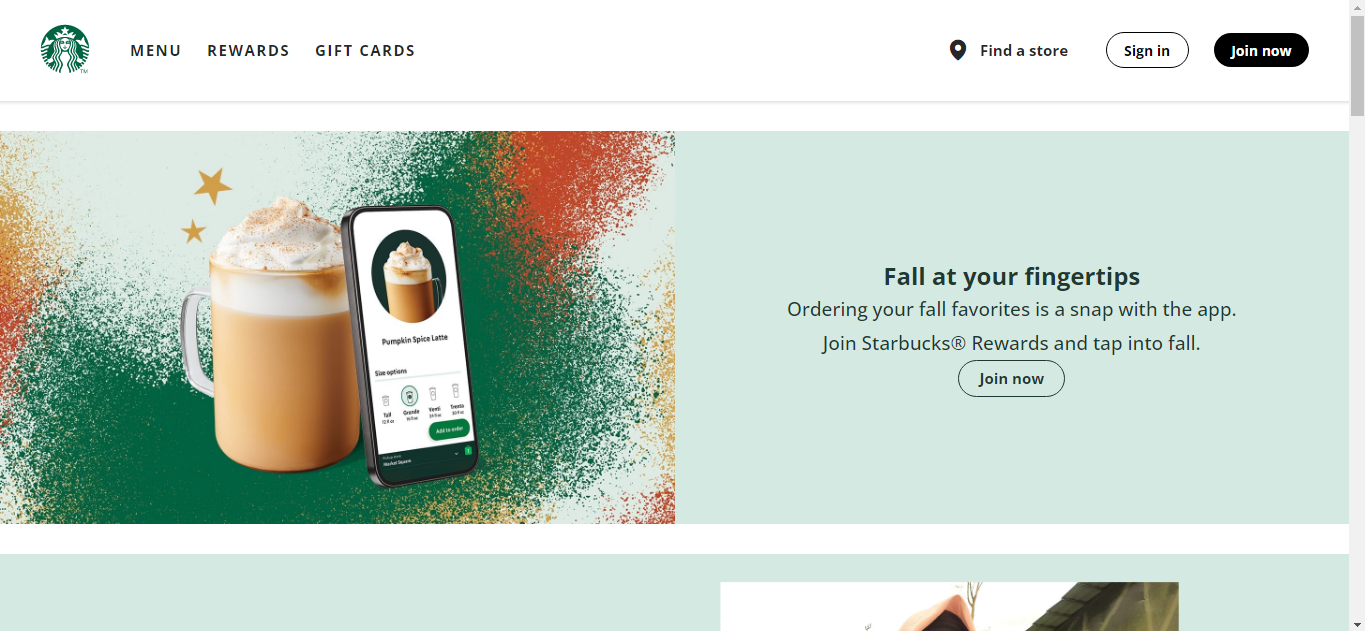 MENU REWARDS GIFT CARDS Find a store Sign in Join now
TM
Pumpkin Spice Latte
Size options
Tall Grande Venti Trenta
Add to order
Market Square
Fall at your fingertips
Ordering your fall favorites is a snap with the app.
Join Starbucks® Rewards and tap into fall.
Join now